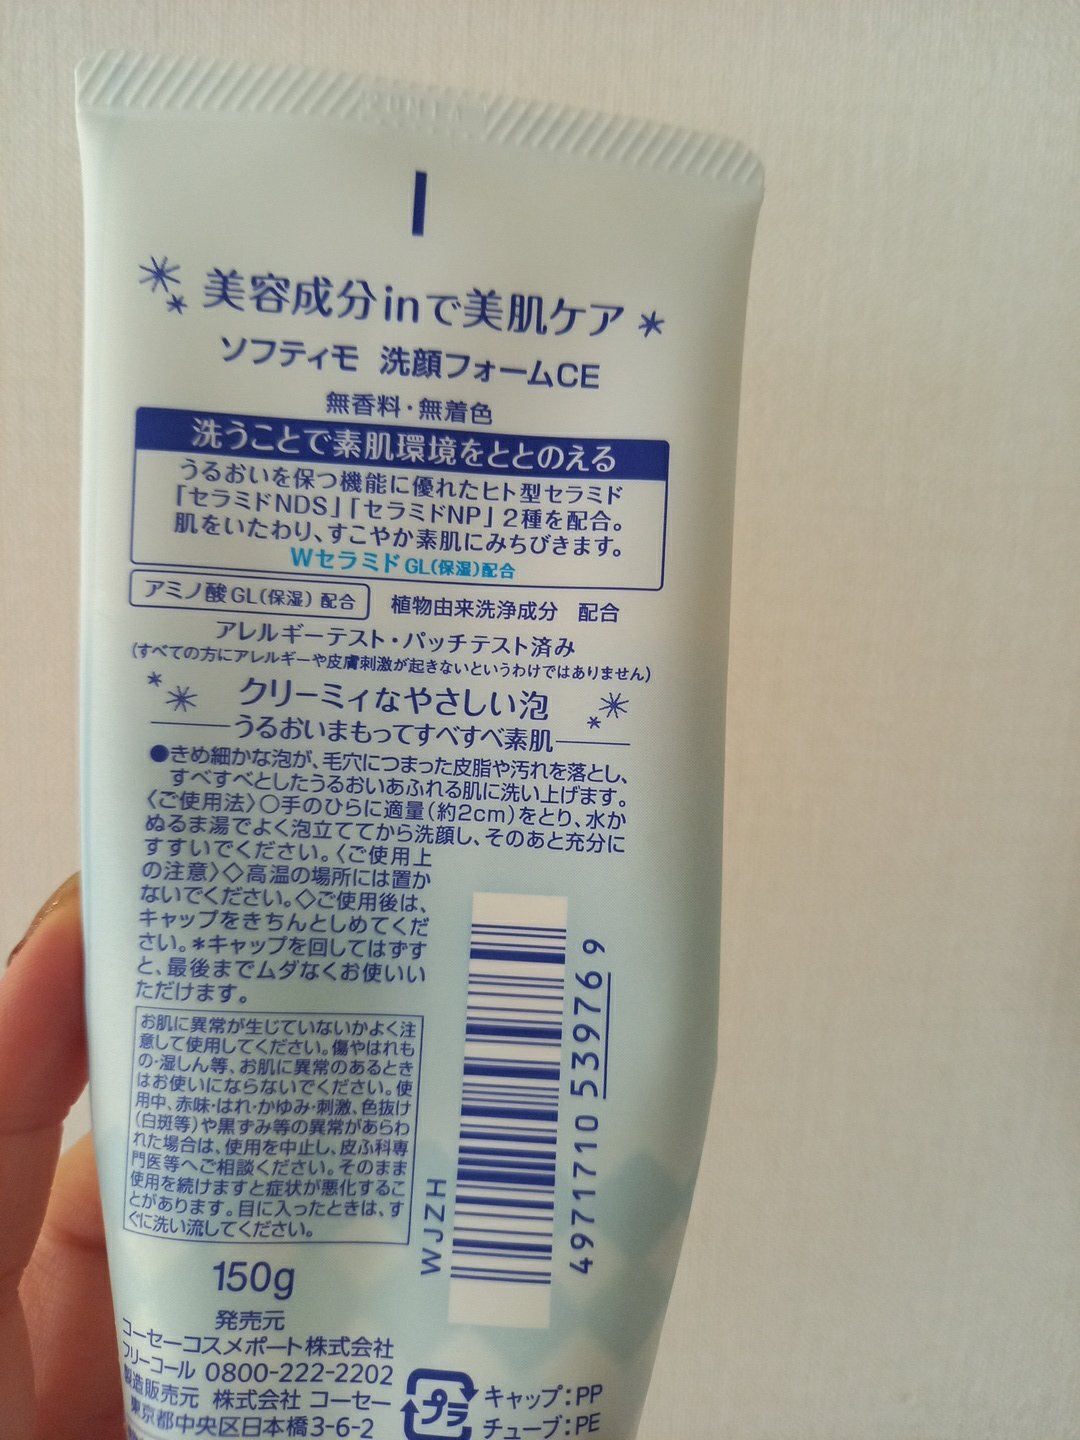 美容成分inで美肌ケア
ソフティモ 洗顔フォームCE
無香料・無着色
洗うことで素肌環境をととのえる
うるおいを保つ機能に優れたヒト型セラミド
「セラミドNDS」「セラミドNP」2種を配合。
肌をいたわり、すこやか素肌にみちびきます。
WセラミドGL(保湿)配合
アミノ酸GL(保湿)配合 植物由来洗浄成分 配合
アレルギーテスト・パッチテスト済み
(すべての方にアレルギーや皮膚刺激が起きないというわけではありません)
クリーミィなやさしい泡
うるおいまもってすべすべ素肌
●きめ細かな泡が、毛穴につまった皮脂や汚れを落とし、
すべすべとしたうるおいあふれる肌に洗い上げます。
〈ご使用法〉○手のひらに適量(約2cm)をとり、水か
ぬるま湯でよく泡立ててから洗顔し、そのあと充分に
すすいでください。〈ご使用上
の注意〉◇高温の場所には置か
ないでください。◇ご使用後は、
キャップをきちんとしめてくだ
さい。*キャップを回してはずす
と、最後までムダなくお使いい
ただけます。
お肌に異常が生じていないかよく注
意して使用してください。傷やはれも
の・湿しん等、お肌に異常のあるとき
はお使いにならないでください。使
用中、赤味・はれ・かゆみ・刺激、色抜け
(白斑等)や黒ずみ等の異常があらわ
れた場合は、使用を中止し、皮ふ科専
門医等へご相談ください。そのまま
使用を続けますと症状が悪化するこ
とがあります。目に入ったときは、す
ぐに洗い流してください。
WJZH
4971710 539769
150g
発売元
コーセーコスメポート株式会社
フリーコール 0800-222-2202
製造販売元 株式会社 コーセー
東京都中央区日本橋3-6-2
プラ
キャップ:PP
チューブ:PE